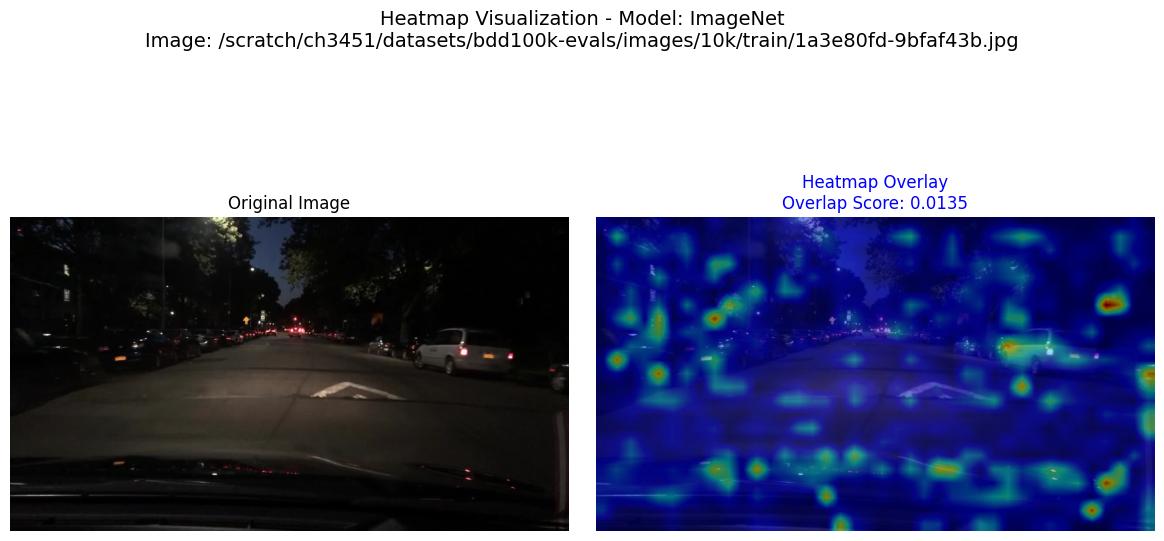 Heatmap Visualization - Model: ImageNet
Image: /scratch/ch3451/datasets/bdd100k-evals/images/10k/train/1a3e80fd-9bfaf43b.jpg
Original Image
Heatmap Overlay
Overlap Score: 0.0135